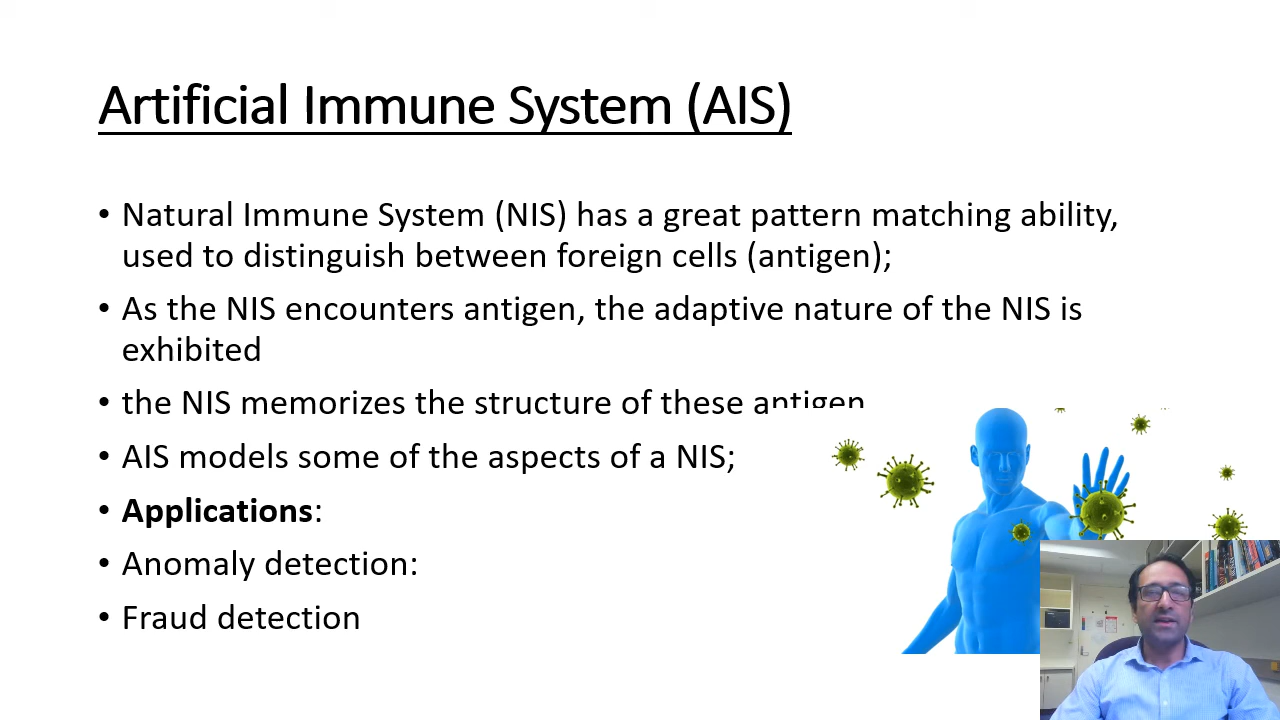 Artificial Immune System (AIS)
• Natural Immune System (NIS) has a great pattern matching ability,
used to distinguish between foreign cells (antigen);
• As the NIS encounters antigen, the adaptive nature of the NIS is
exhibited
• the NIS memorizes the structure of these antigen
• AIS models some of the aspects of a NIS;
• Applications:
• Anomaly detection:
• Fraud detection